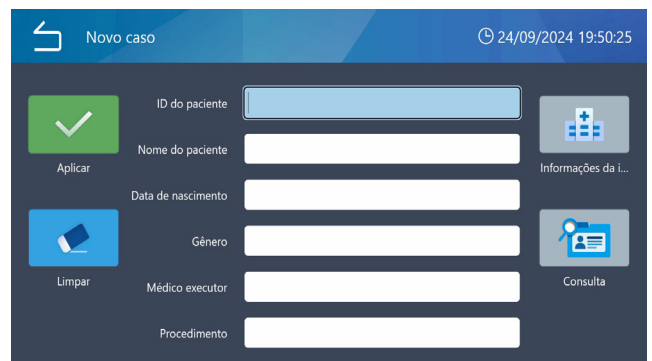 Novo caso
24/09/2024 19:50:25
ID do paciente
Aplicar
Nome do paciente
Informações da i...
Data de nascimento
Gênero
Limpar
Médico executor
Consulta
Procedimento